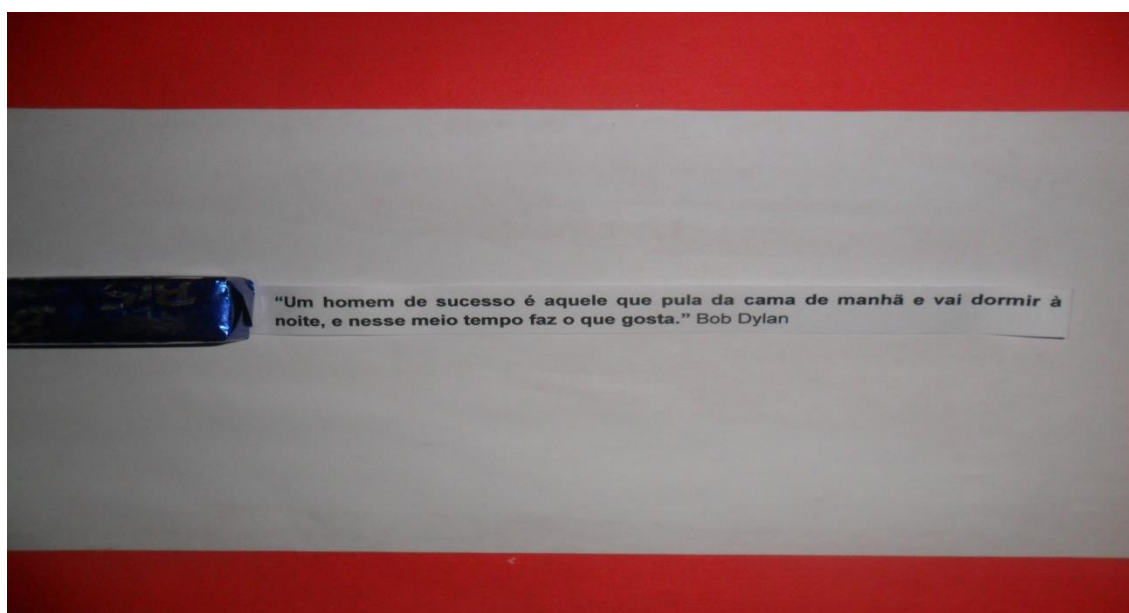 “Um homem de sucesso é aquele que pula da cama de manhã e vai dormir à
noite, e nesse meio tempo faz o que gosta.” Bob Dylan